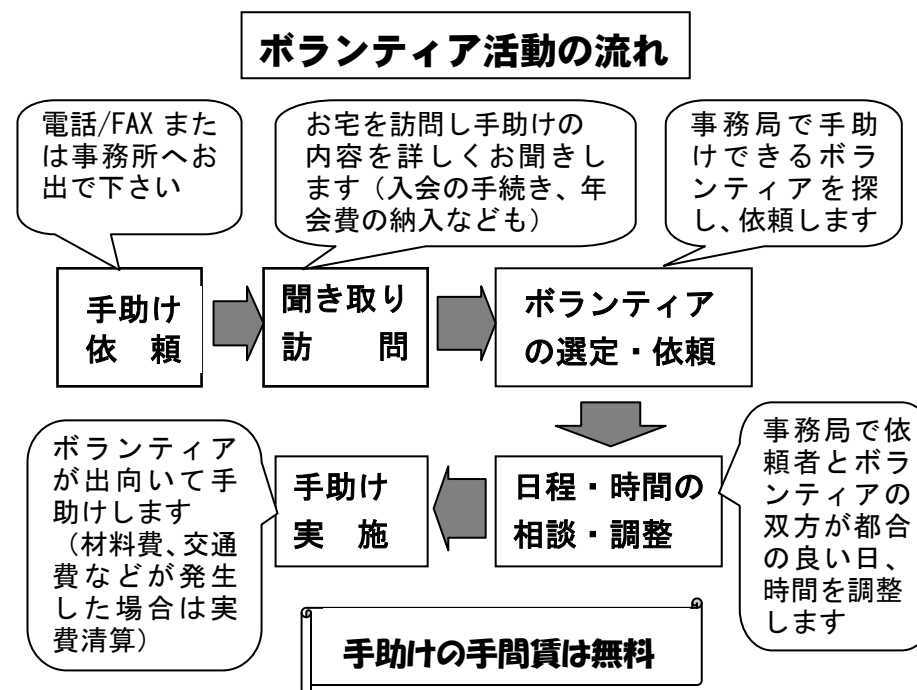 ボランティア活動の流れ
電話/FAX また
は事務所へお
出で下さい
お宅を訪問し手助けの
内容を詳しくお聞きし
ます（入会の手続き、年
会費の納入なども）
事務局で手助
けできるボラ
ンティアを探
し、依頼します
手助け
依　頼
聞き取り
訪　　問
ボランティア
の選定・依頼
ボランティア
が出向いて手
助けします
（材料費、交通
費などが発生
した場合は実
費清算）
手助け
実　施
日程・時間の
相談・調整
事務局で依
頼者とボラ
ンティアの
双方が都合
の良い日、
時間を調整
します
手助けの手間賃は無料